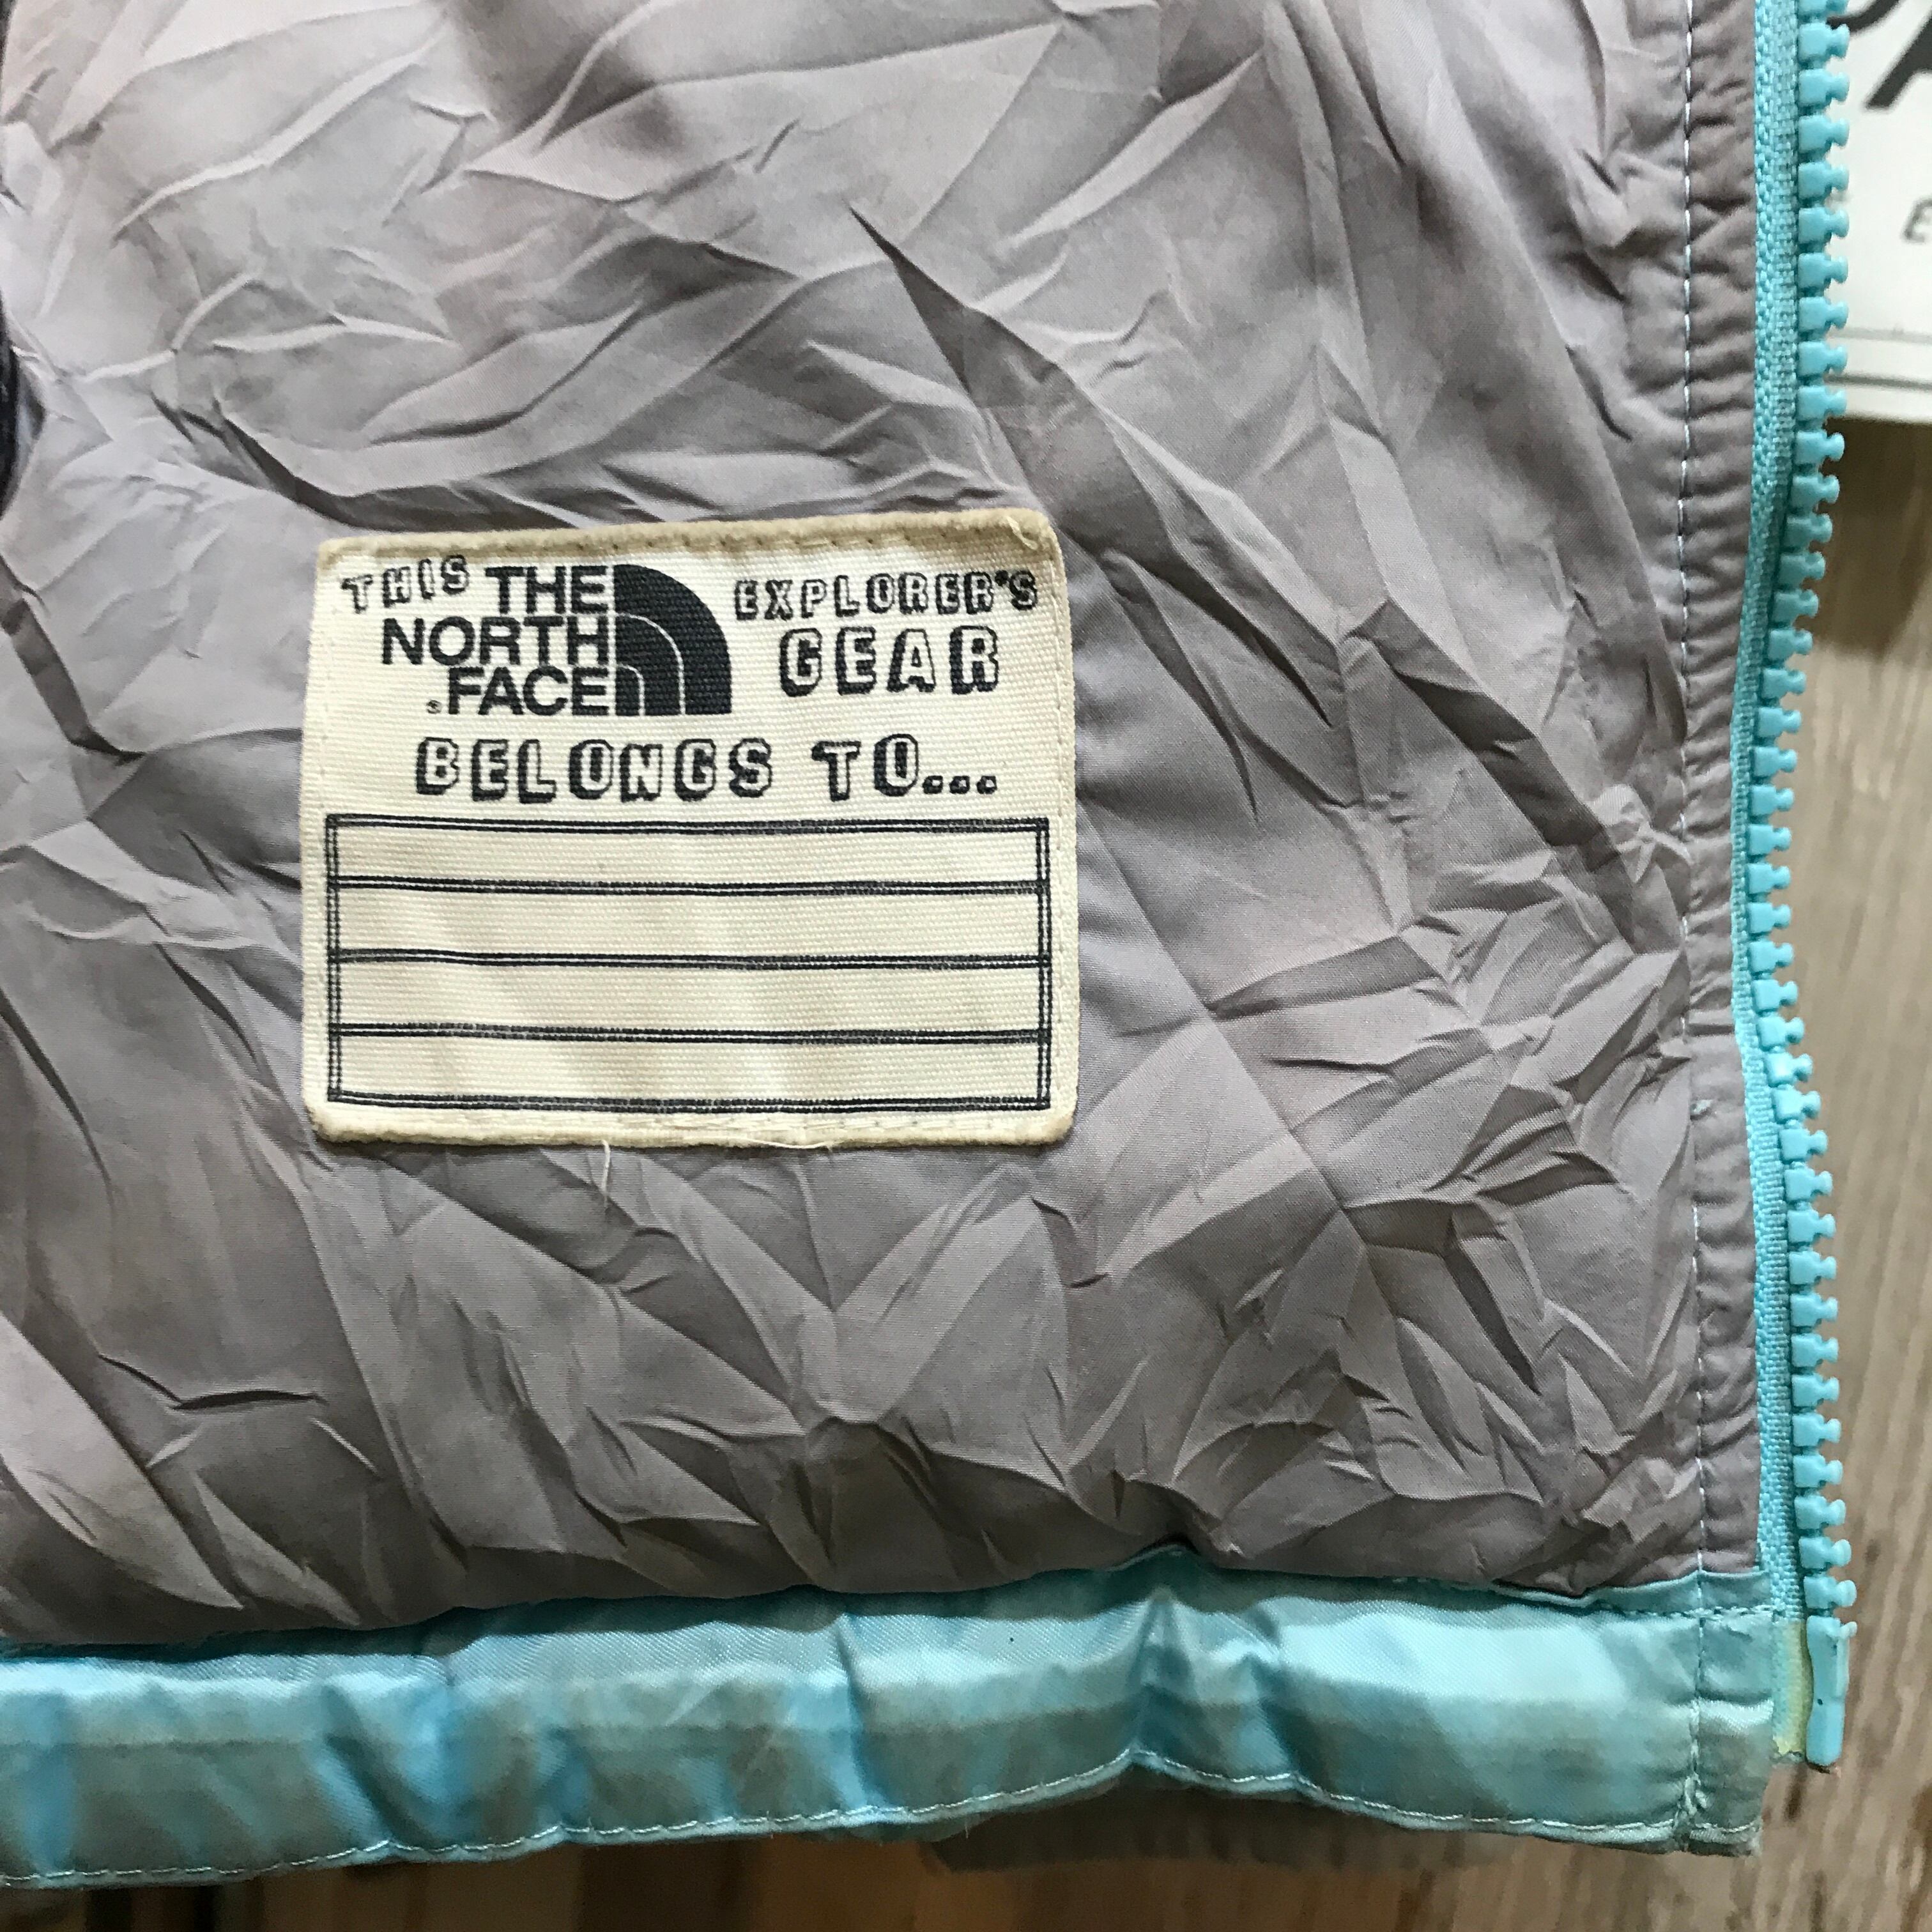 THIS THE NORTH FACE® EXPLORER'S
GEAR
BELONGS TO...